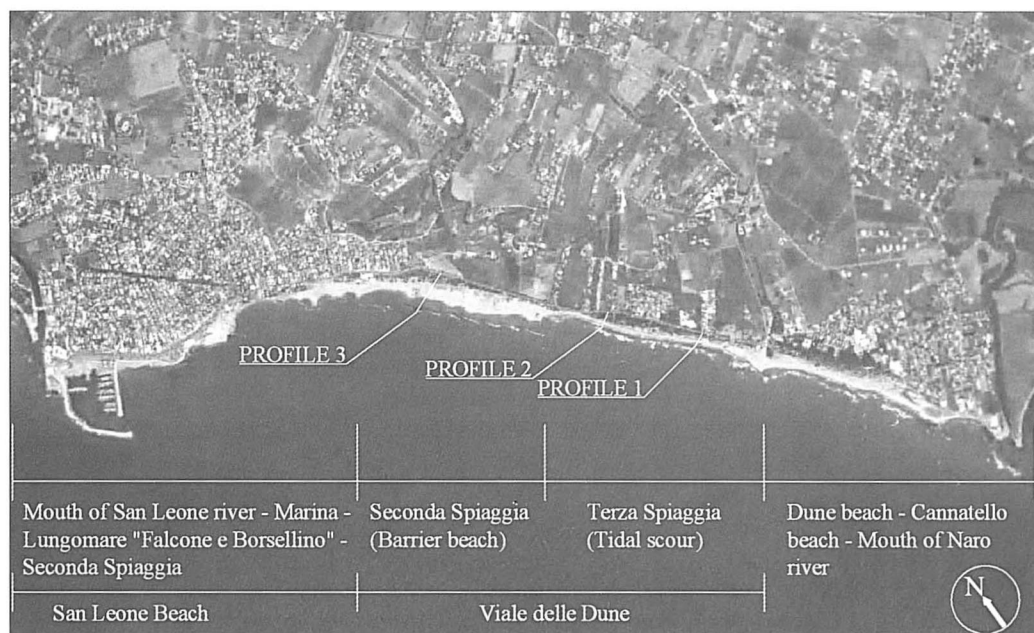 PROFILE 3
PROFILE 2
PROFILE 1
Mouth of San Leone river - Marina -
Lungomare "Falcone e Borsellino" -
Seconda Spiaggia
Seconda Spiaggia
(Barrier beach)
Terza Spiaggia
(Tidal scour)
Dune beach - Cannatello
beach - Mouth of Naro
river
San Leone Beach
Viale delle Dune
N